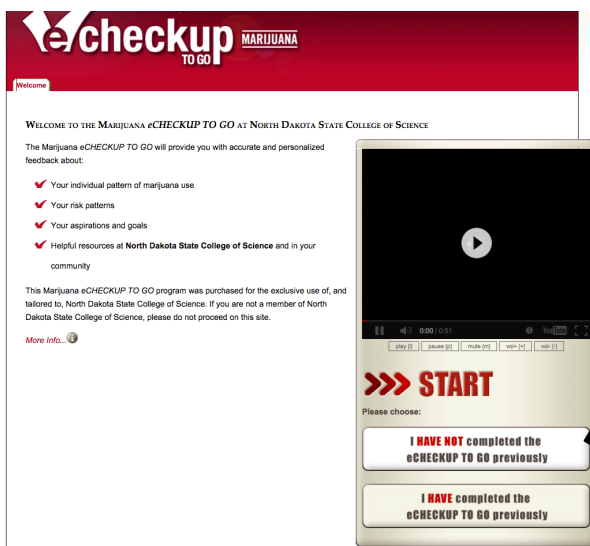 echeckup TO GO MARIJUANA
Welcome
WELCOME TO THE MARIJUANA eCHECKUP TO GO AT NORTH DAKOTA STATE COLLEGE OF SCIENCE
The Marijuana eCHECKUP TO GO will provide you with accurate and personalized
feedback about:
Your individual pattern of marijuana use
Your risk patterns
Your aspirations and goals
Helpful resources at North Dakota State College of Science and in your
community
This Marijuana eCHECKUP TO GO program was purchased for the exclusive use of, and
tailored to, North Dakota State College of Science. If you are not a member of North
Dakota State College of Science, please do not proceed on this site.
More Info...
0:00 / 0:51
YouTube
play [l] pause [p] mute [m] vol+ [+] vol- [-]
>>> START
Please choose:
I HAVE NOT completed the
eCHECKUP TO GO previously
I HAVE completed the
eCHECKUP TO GO previously